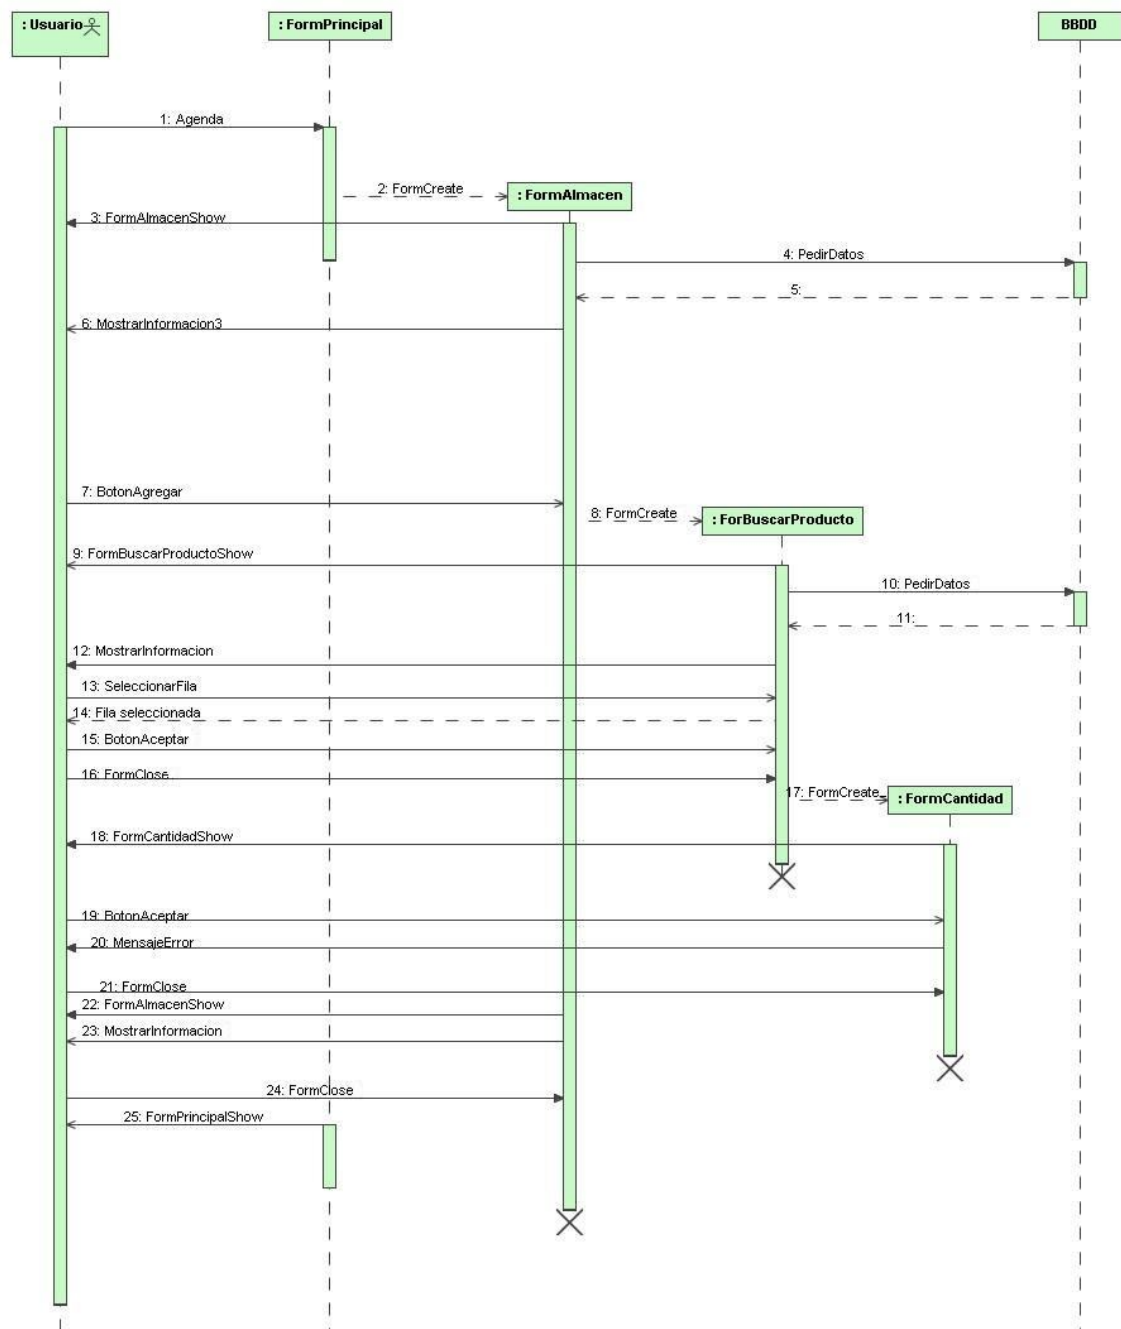 : Usuario
: FormPrincipal
BBDD
1: Agenda
2: FormCreate
: FormAlmacen
3: FormAlmacenShow
4: PedirDatos
5:
6: MostrarInformacion3
7: BotonAgregar
8: FormCreate
: ForBuscarProducto
9: FormBuscarProductoShow
10: PedirDatos
11:
12: MostrarInformacion
13: SeleccionarFila
14: Fila seleccionada
15: BotonAceptar
16: FormClose
17: FormCreate
: FormCantidad
18: FormCantidadShow
19: BotonAceptar
20: MensajeError
21: FormClose
22: FormAlmacenShow
23: MostrarInformacion
24: FormClose
25: FormPrincipalShow